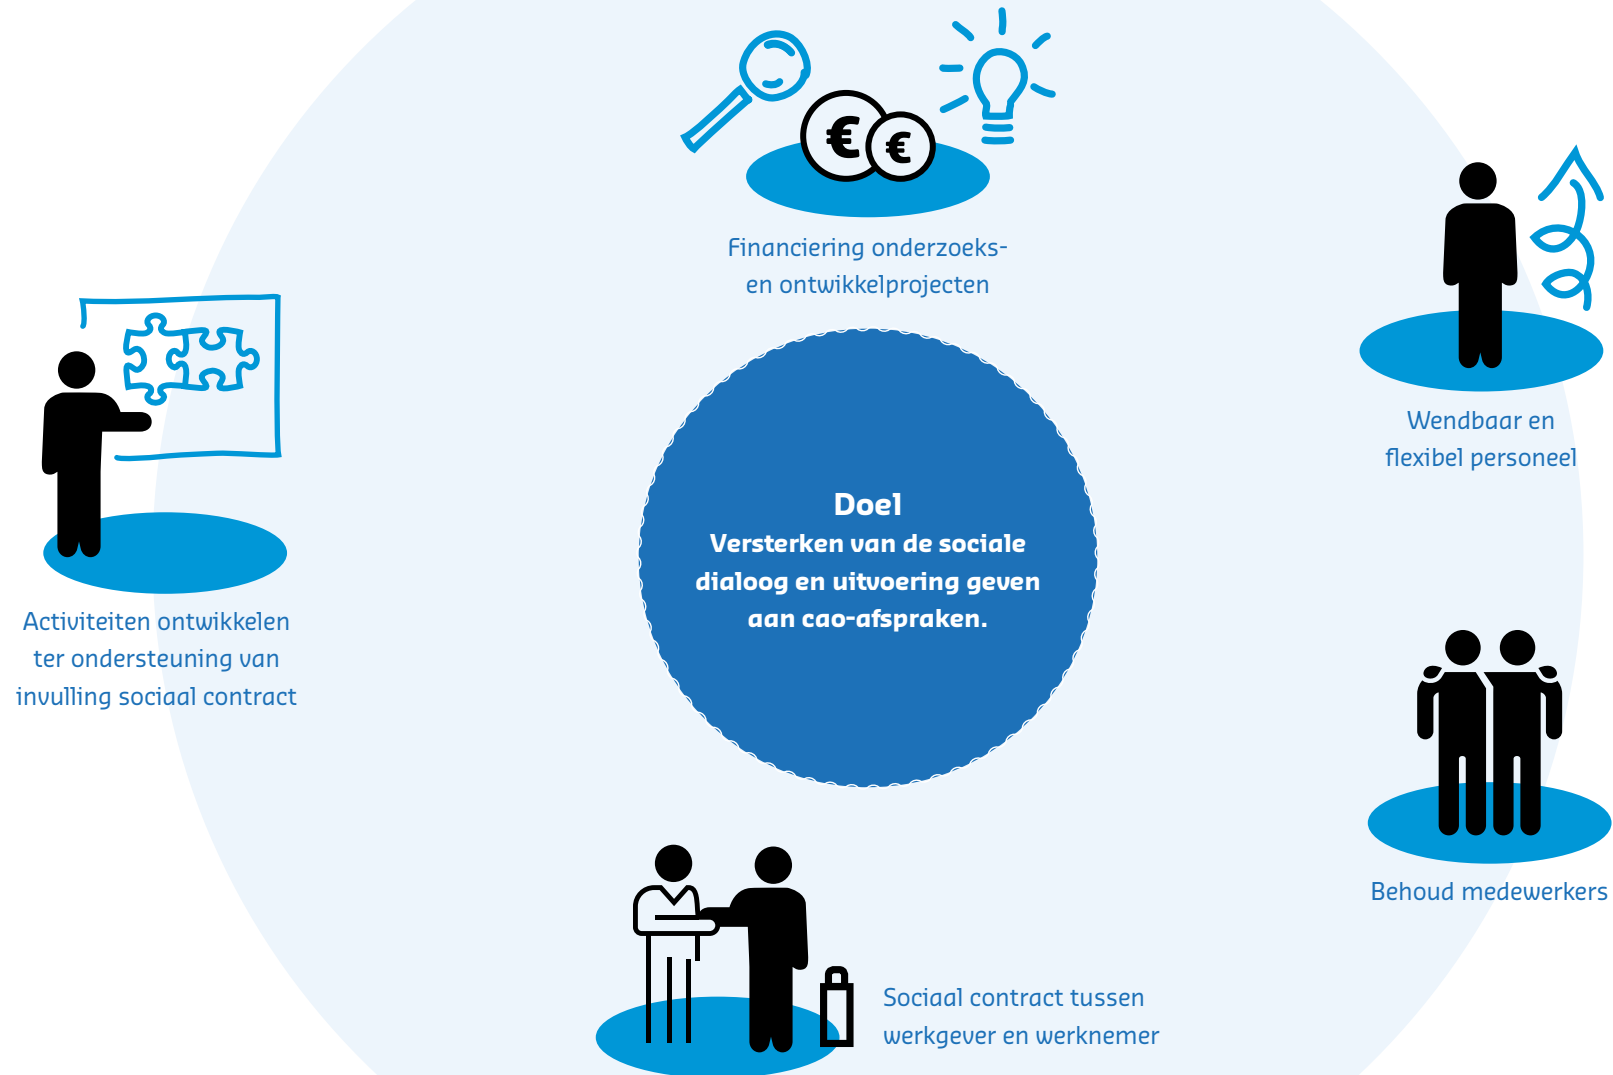 € €
Financiering onderzoeks-
en ontwikkelprojecten
Wendbaar en
flexibel personeel
Doel
Versterken van de sociale
dialoog en uitvoering geven
aan cao-afspraken.
Activiteiten ontwikkelen
ter ondersteuning van
invulling sociaal contract
Behoud medewerkers
Sociaal contract tussen
werkgever en werknemer